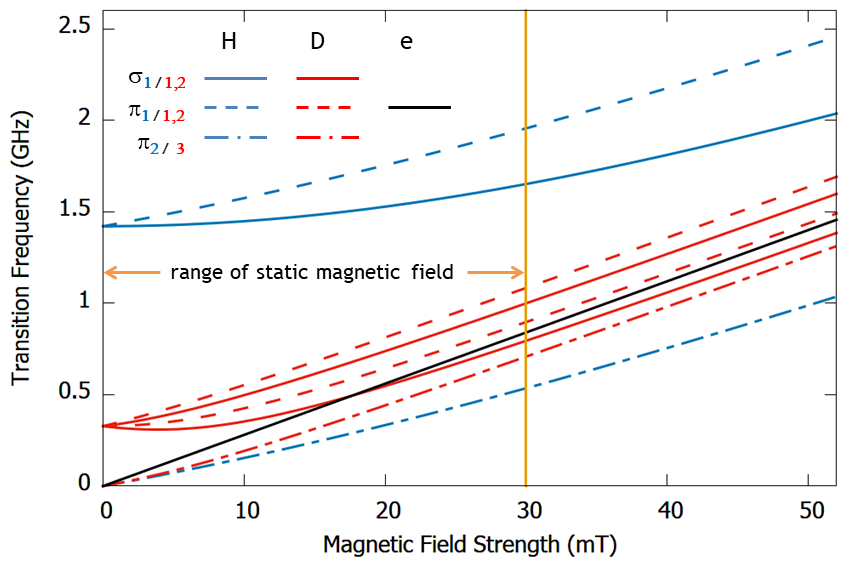 H D e
σ1/1,2
π1/1,2
π2/ 3
range of static magnetic field
Transition Frequency (GHz)
2.5
2
1.5
1
0.5
0
0 10 20 30 40 50
Magnetic Field Strength (mT)